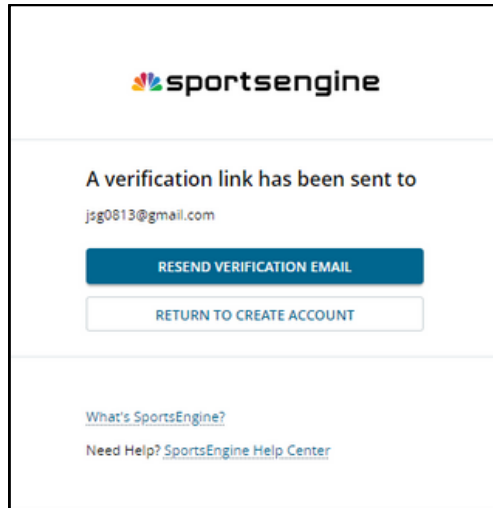 sportsengine
A verification link has been sent to
jsg0813@gmail.com
RESEND VERIFICATION EMAIL
RETURN TO CREATE ACCOUNT
What's SportsEngine?
Need Help? SportsEngine Help Center